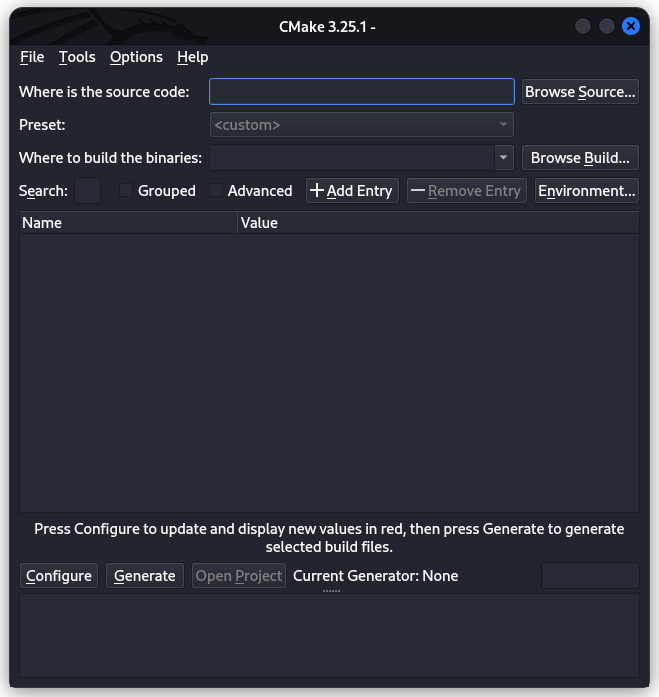 CMake 3.25.1 -
File Tools Options Help
Where is the source code: Browse Source...
Preset: <custom>
Where to build the binaries: Browse Build...
Search: Grouped Advanced Add Entry Remove Entry Environment...
Name Value
Press Configure to update and display new values in red, then press Generate to generate
selected build files.
Configure Generate Open Project Current Generator: None